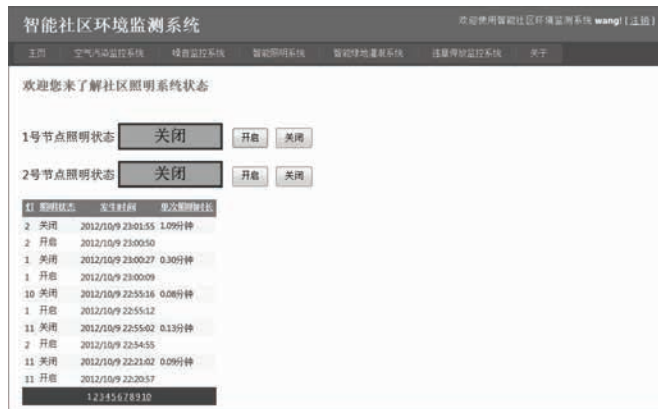 智能社区环境监测系统
欢迎使用智能社区环境监测系统 wang! [ 注销 ]
主页 空气污染监控系统 噪音监控系统 智能照明系统 智能绿地灌溉系统 违章停放监控系统 关于
欢迎您来了解社区照明系统状态
1号节点照明状态 关闭 开启 关闭
2号节点照明状态 关闭 开启 关闭
灯 照明状态 发生时间 单次照明时长
2 关闭 2012/10/9 23:01:55 1.09分钟
2 开启 2012/10/9 23:00:50
1 关闭 2012/10/9 23:00:27 0.30分钟
1 开启 2012/10/9 23:00:09
10 关闭 2012/10/9 22:55:16 0.08分钟
1 开启 2012/10/9 22:55:12
11 关闭 2012/10/9 22:55:02 0.13分钟
2 开启 2012/10/9 22:54:55
11 关闭 2012/10/9 22:21:02 0.09分钟
11 开启 2012/10/9 22:20:57
1 2 3 4 5 6 7 8 9 10